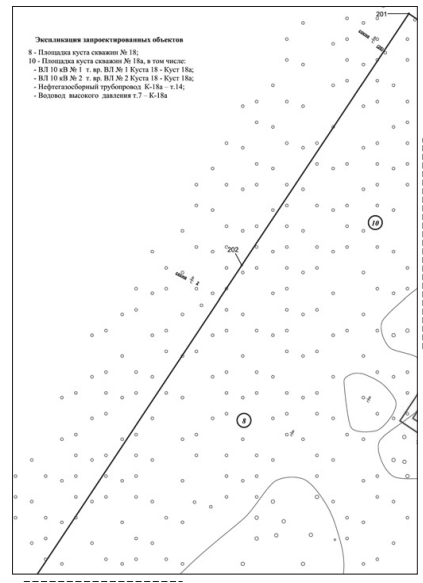 201
Экспликация запроектированных объектов
8 - Площадка куста скважин № 18;
10 - Площадка куста скважин № 18а, в том числе:
- ВЛ 10 кВ № 1 т. вр. ВЛ № 1 Куста 18 - Куст 18а;
- ВЛ 10 кВ № 2 т. вр. ВЛ № 2 Куста 18 - Куст 18а;
- Нефтегазосборный трубопровод К-18а – т.14;
- Водовод высокого давления т.7 – К-18а
10
202
8